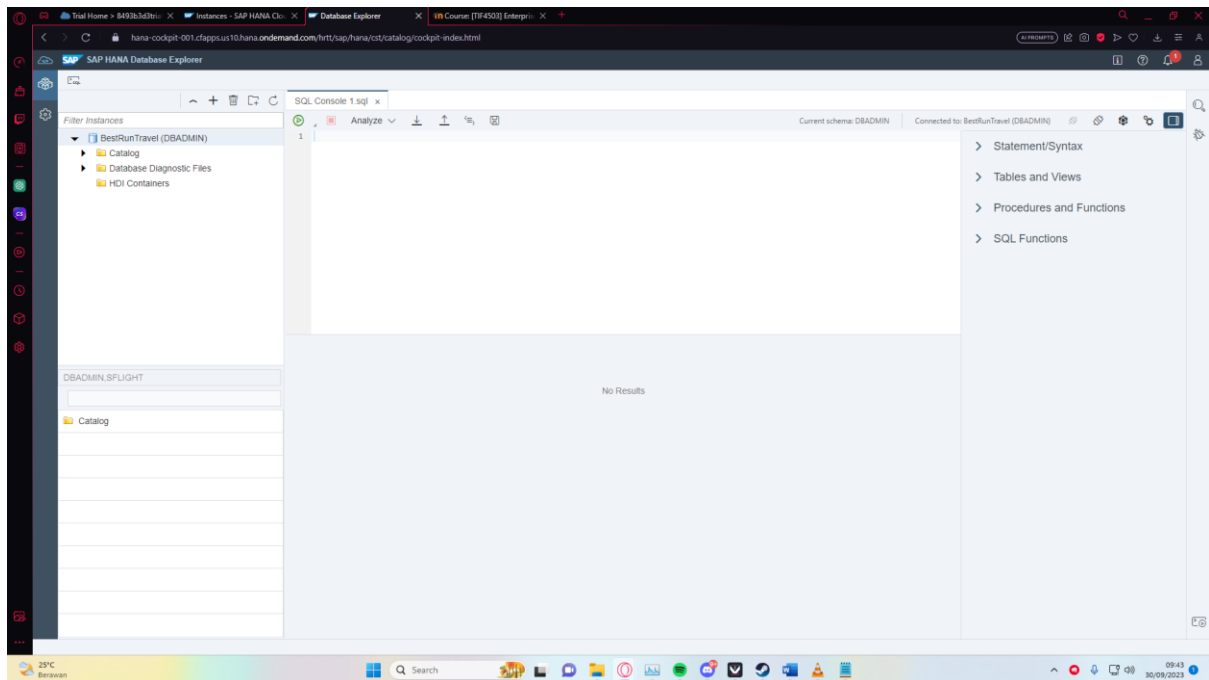 Trial Home > 8493b3d3tria
Instances - SAP HANA Clou
Database Explorer
Course: [TIF4503] Enterpris
hana-cockpit-001.cfapps.us10.hana.ondemand.com/hrtt/sap/hana/cst/catalog/cockpit-index.html
AI PROMPTS
SAP SAP HANA Database Explorer
SQL Console 1.sql
Filter Instances
Analyze
Current schema: DBADMIN
Connected to: BestRunTravel (DBADMIN)
BestRunTravel (DBADMIN)
1
Catalog
Database Diagnostic Files
HDI Containers
Statement/Syntax
Tables and Views
Procedures and Functions
SQL Functions
DBADMIN,SFLIGHT
No Results
Catalog
25°C
Berawan
Search
09:43
30/09/2023